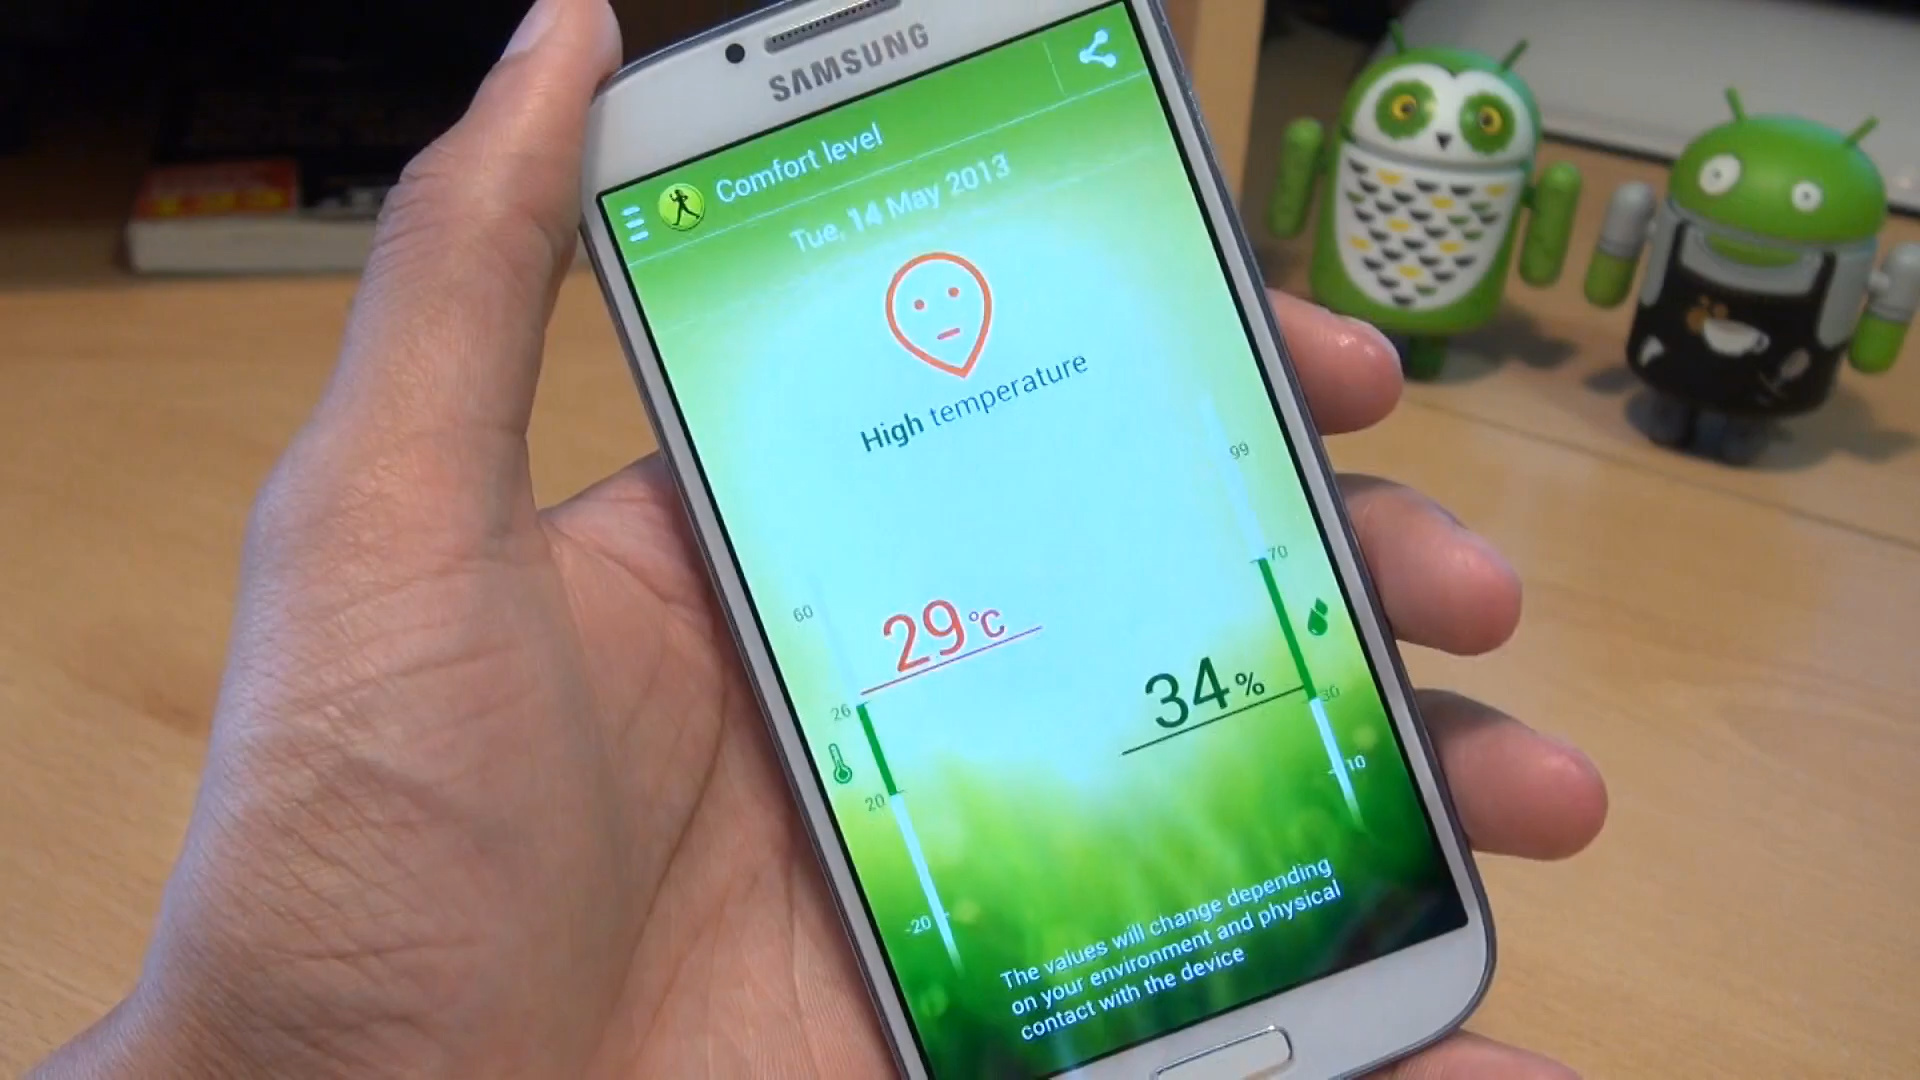 SAMSUNG
Comfort level
Tue, 14 May 2013
High temperature
99
70
60
29°C
34%
26
30
20
10
-20
The values will change depending
on your environment and physical
contact with the device